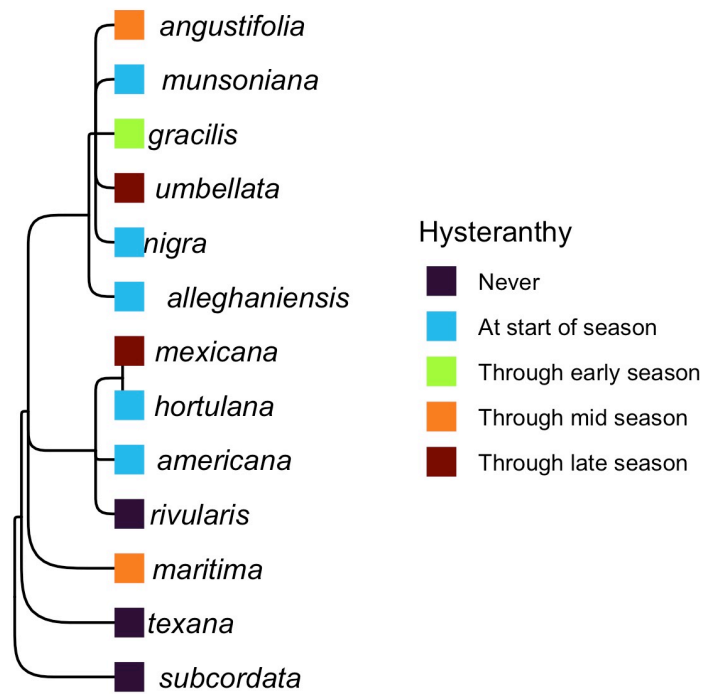 angustifolia
munsoniana
gracilis
umbellata
nigra
alleghaniensis
mexicana
hortulana
americana
rivularis
maritima
texana
subcordata
Hysteranthy
Never
At start of season
Through early season
Through mid season
Through late season